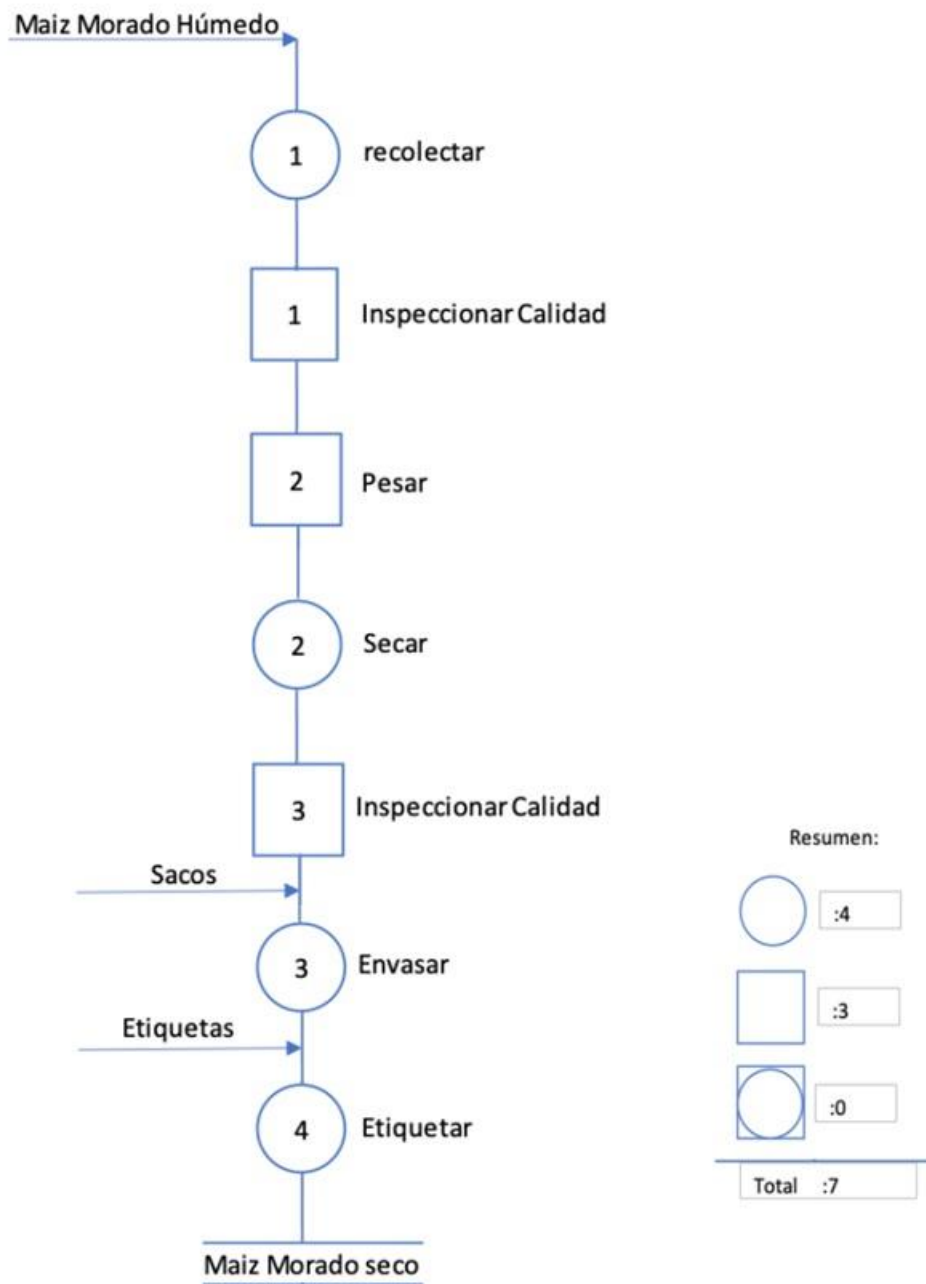 Maiz Morado Húmedo
1
recolectar
1
Inspeccionar Calidad
2
Pesar
2
Secar
3
Inspeccionar Calidad
Sacos
3
Envasar
Etiquetas
4
Etiquetar
Maiz Morado seco
Resumen:
:4
:3
:0
Total :7